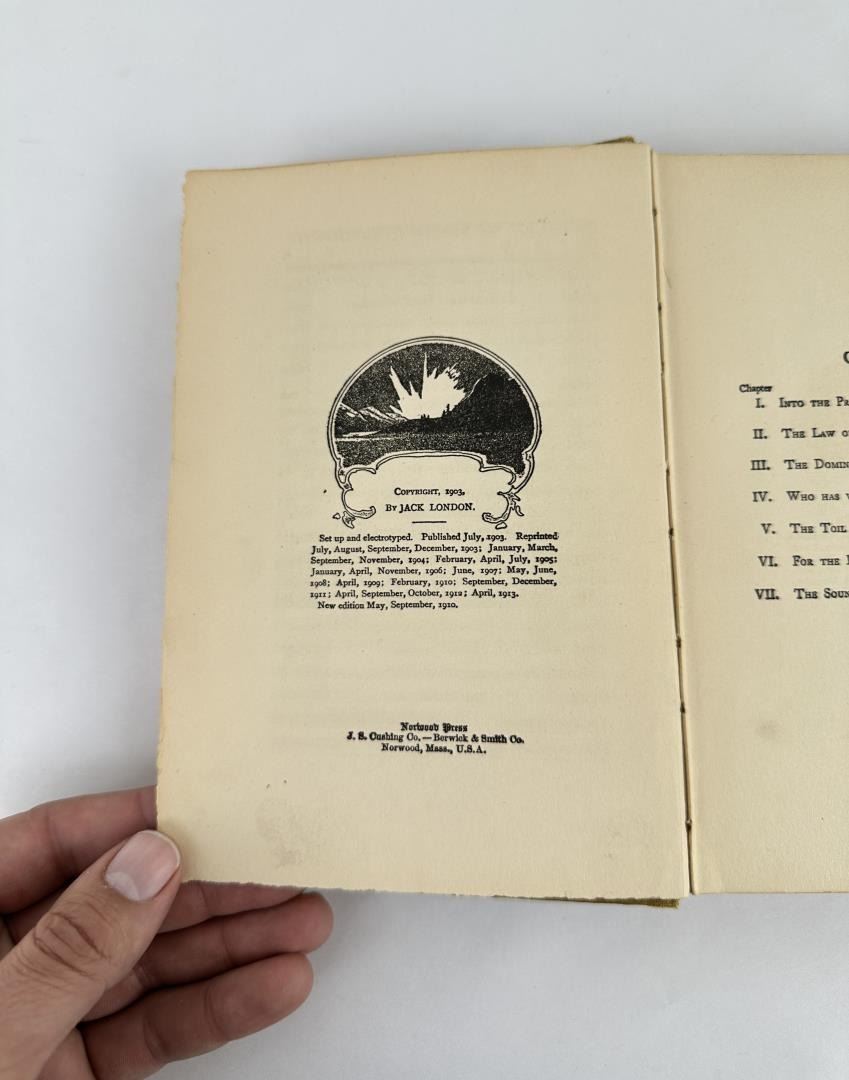 COPYRIGHT, 1903,
BY JACK LONDON.
Set up and electrotyped. Published July, 1903. Reprinted
July, August, September, December, 1903; January, March,
September, November, 1904; February, April, July, 1905;
January, April, November, 1906; June, 1907; May, June,
1908; April, 1909; February, 1910; September, December,
1911; April, September, October, 1912; April, 1913.
New edition May, September, 1910.
Norwood Press
J. S. Cushing Co. — Berwick & Smith Co.
Norwood, Mass., U.S.A.
Chapter
I. INTO THE
II. THE LAW
III. THE
IV. WHO HAS
V. THE TOIL
VI. FOR THE
VII. THE